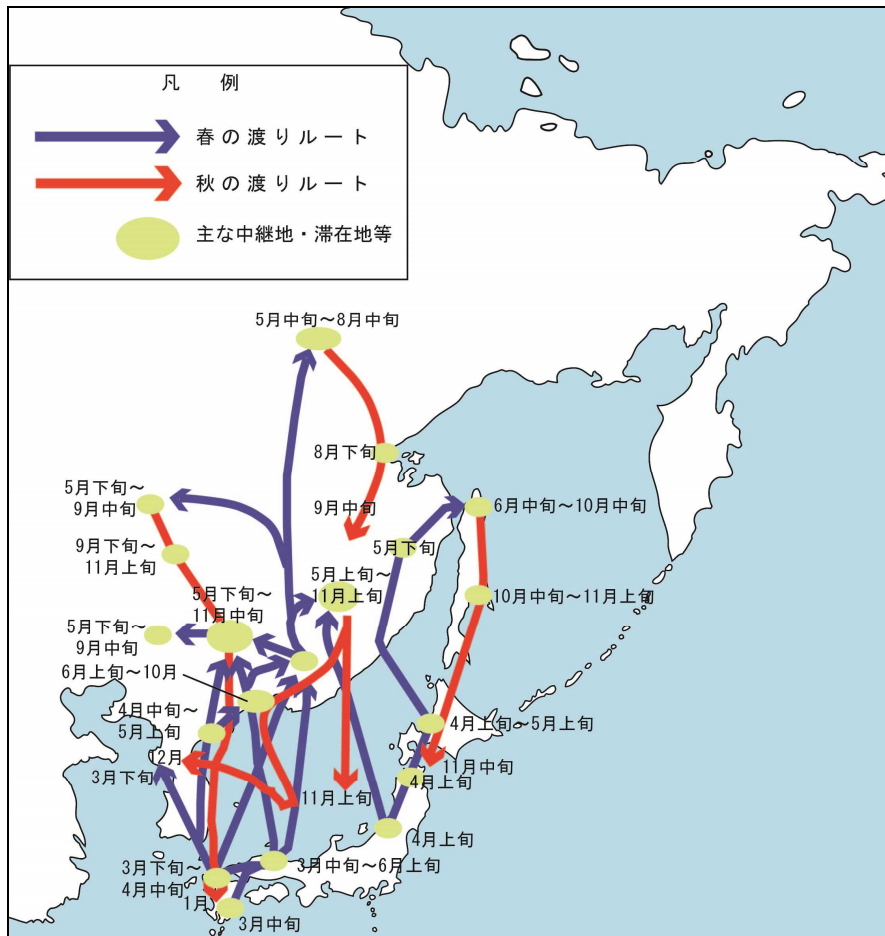 凡　例
春の渡りルート
秋の渡りルート
主な中継地・滞在地等
5月中旬～8月中旬
8月下旬
9月中旬
5月下旬～
9月中旬
6月中旬～10月中旬
5月下旬
9月下旬～
11月上旬
5月上旬～
11月上旬
10月中旬～11月上旬
5月下旬～
11月中旬
5月下旬～
9月中旬
6月上旬～10月
4月中旬～
5月上旬
4月上旬～5月上旬
12月
3月下旬
11月中旬
4月上旬
11月上旬
4月上旬
3月下旬～
4月中旬
3月中旬～6月上旬
1月
3月中旬